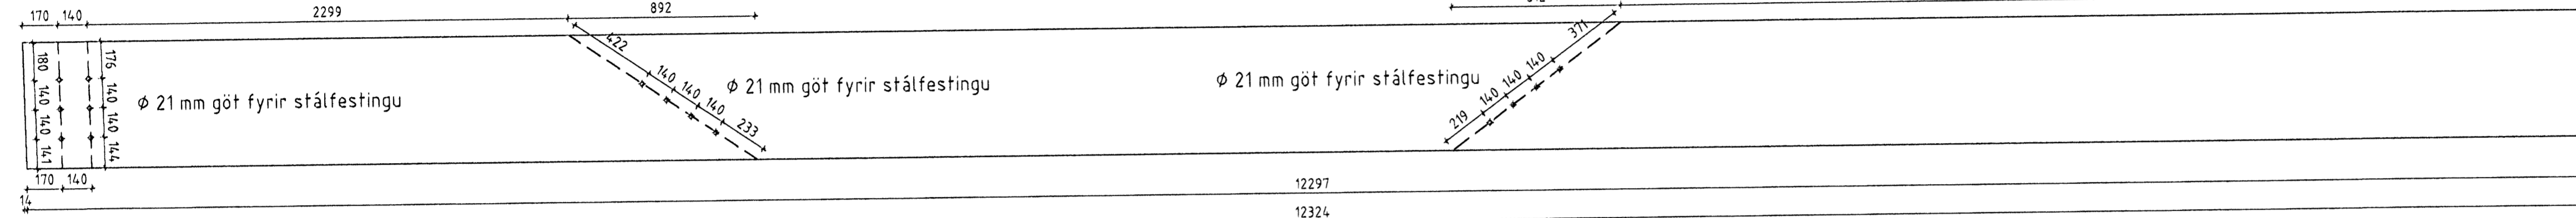 170 140 2299 892
422 140 140 140 233
371 140 140 140 219
180 140 140 141
176 140 140 144
Φ 21 mm göt fyrir stálfestingu
Φ 21 mm göt fyrir stálfestingu
Φ 21 mm göt fyrir stálfestingu
170 140
12297
14
12324